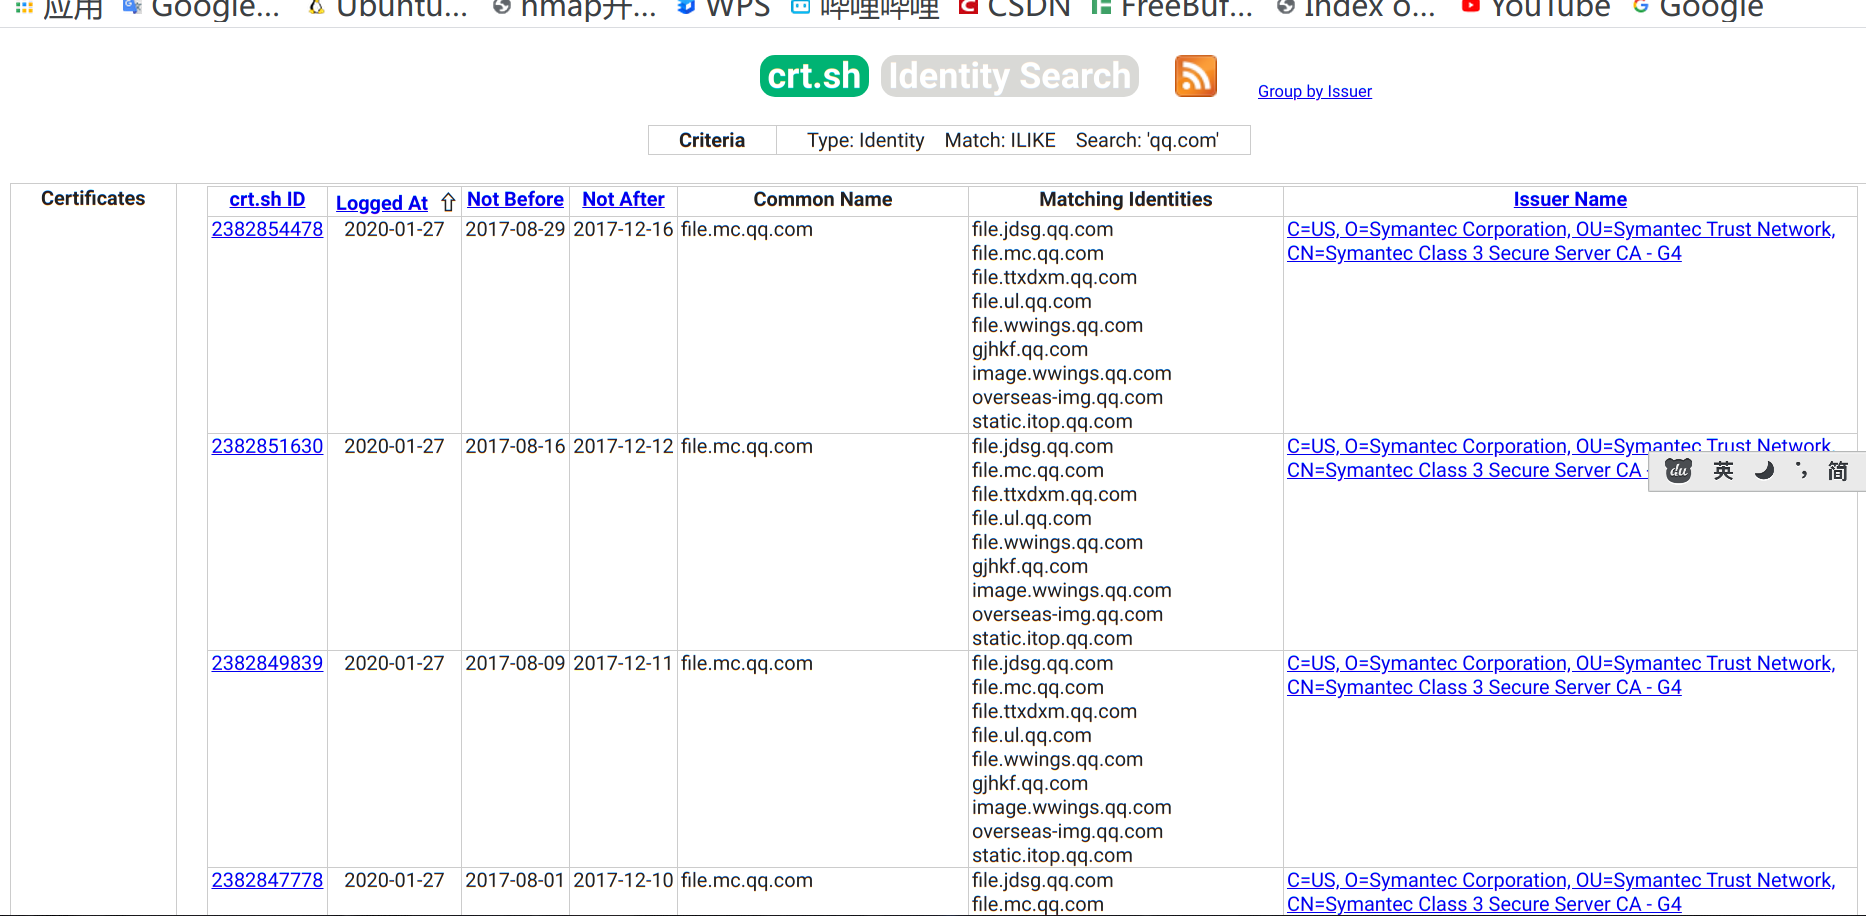 应用 Google... Ubuntu... nmap开... WPS 哔哩哔哩 CSDN FreeBuf... Index o... YouTube Google
crt.sh Identity Search Group by Issuer
Criteria Type: Identity Match: ILIKE Search: 'qq.com'
Certificates crt.sh ID Logged At ⇧ Not Before Not After Common Name Matching Identities Issuer Name
2382854478 2020-01-27 2017-08-29 2017-12-16 file.mc.qq.com file.jdsg.qq.com C=US, O=Symantec Corporation, OU=Symantec Trust Network,
file.mc.qq.com CN=Symantec Class 3 Secure Server CA - G4
file.ttxdxm.qq.com
file.ul.qq.com
file.wwings.qq.com
gjhkf.qq.com
image.wwings.qq.com
overseas-img.qq.com
static.itop.qq.com
2382851630 2020-01-27 2017-08-16 2017-12-12 file.mc.qq.com file.jdsg.qq.com C=US, O=Symantec Corporation, OU=Symantec Trust Network,
file.mc.qq.com CN=Symantec Class 3 Secure Server CA - du 英 简
file.ttxdxm.qq.com
file.ul.qq.com
file.wwings.qq.com
gjhkf.qq.com
image.wwings.qq.com
overseas-img.qq.com
static.itop.qq.com
2382849839 2020-01-27 2017-08-09 2017-12-11 file.mc.qq.com file.jdsg.qq.com C=US, O=Symantec Corporation, OU=Symantec Trust Network,
file.mc.qq.com CN=Symantec Class 3 Secure Server CA - G4
file.ttxdxm.qq.com
file.ul.qq.com
file.wwings.qq.com
gjhkf.qq.com
image.wwings.qq.com
overseas-img.qq.com
static.itop.qq.com
2382847778 2020-01-27 2017-08-01 2017-12-10 file.mc.qq.com file.jdsg.qq.com C=US, O=Symantec Corporation, OU=Symantec Trust Network,
file.mc.qq.com CN=Symantec Class 3 Secure Server CA - G4